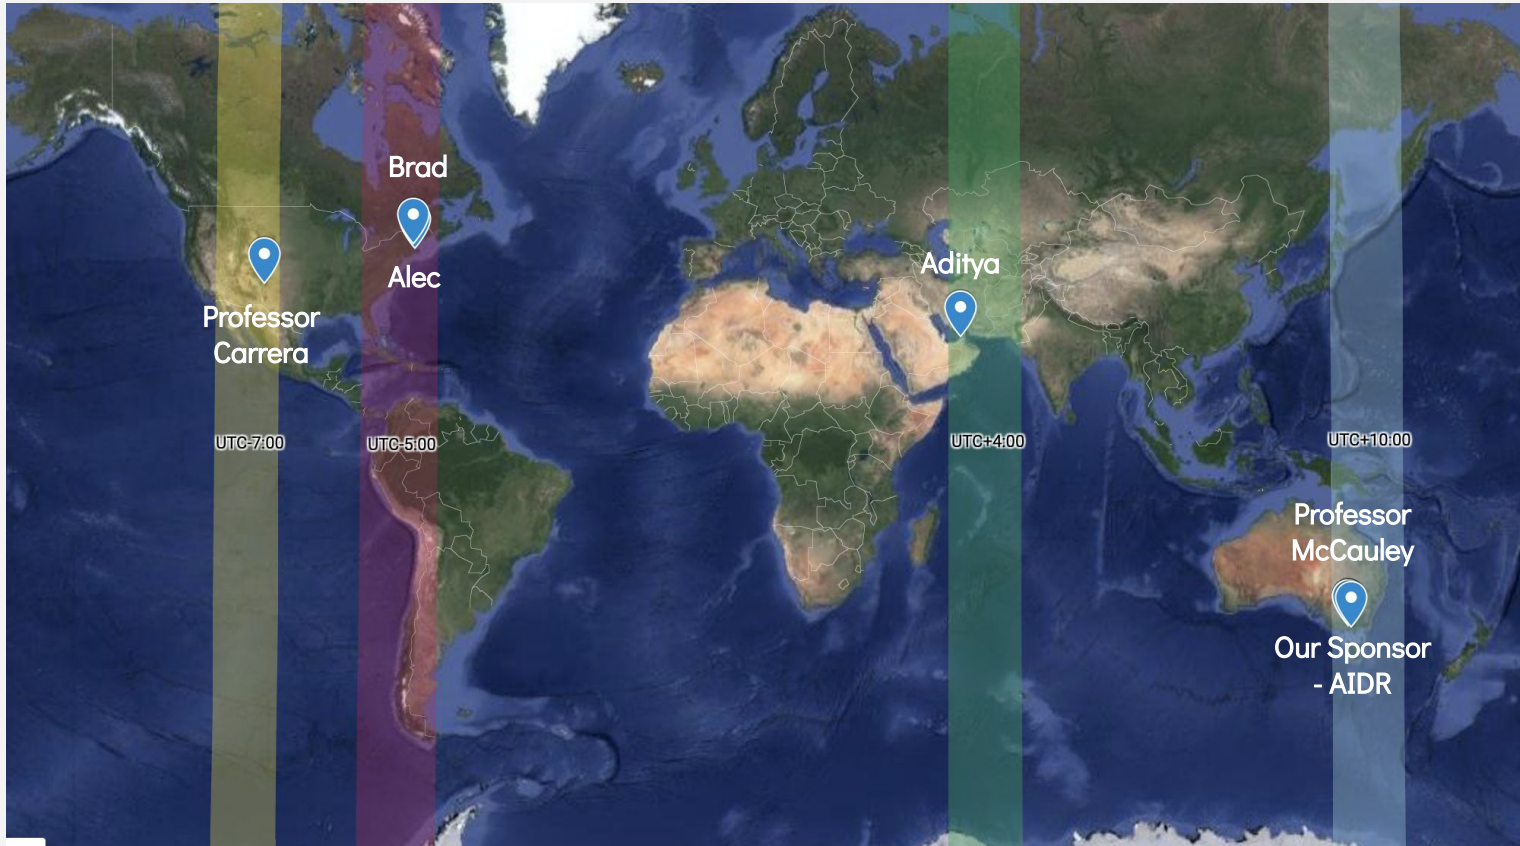 Brad
Alec
Professor
Carrera
Aditya
UTC-7:00
UTC-5:00
UTC+4:00
UTC+10:00
Professor
McCauley
Our Sponsor
- AIDR